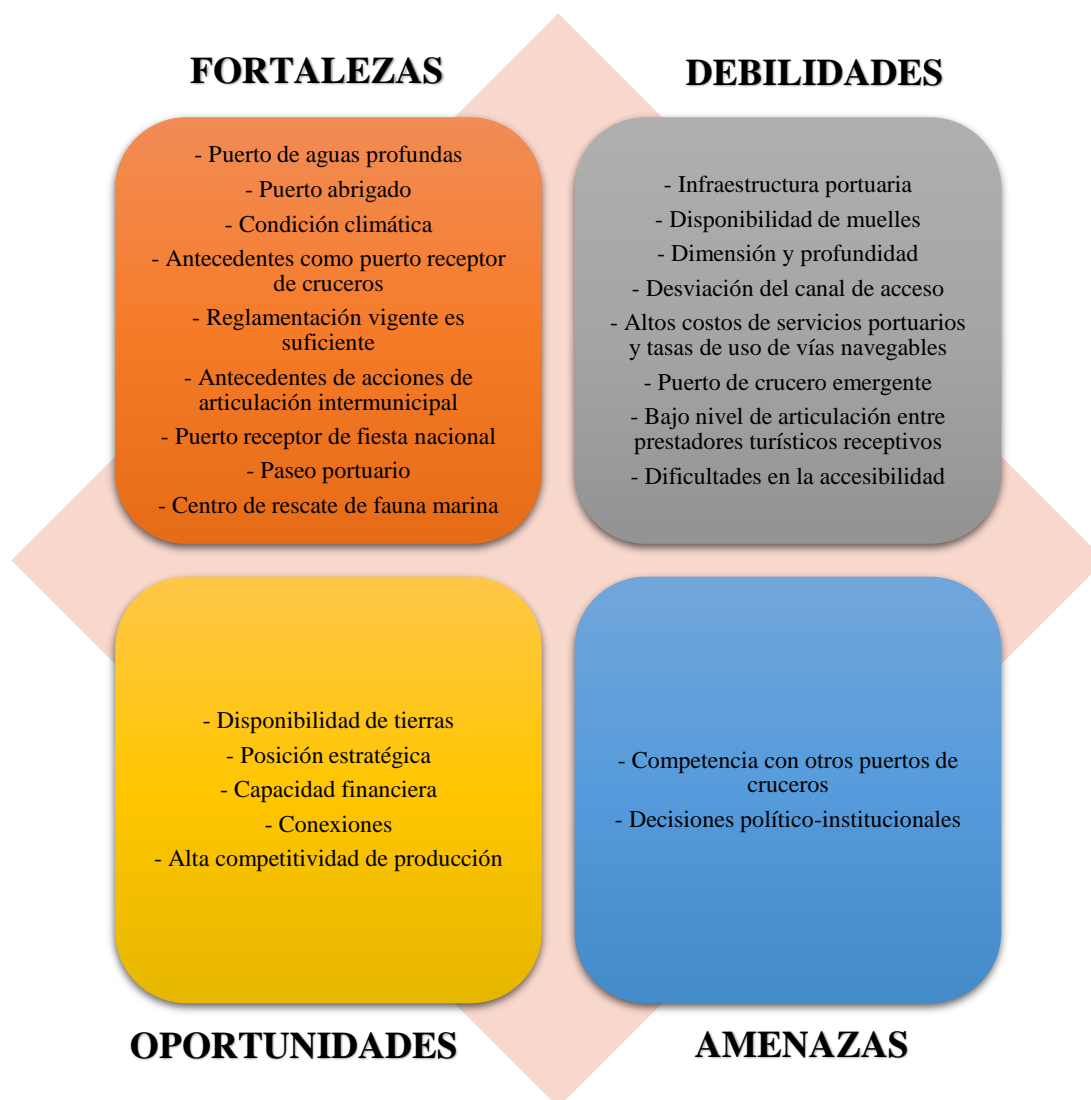 FORTALEZAS
- Puerto de aguas profundas
- Puerto abrigado
- Condición climática
- Antecedentes como puerto receptor
de cruceros
- Reglamentación vigente es
suficiente
- Antecedentes de acciones de
articulación intermunicipal
- Puerto receptor de fiesta nacional
- Paseo portuario
- Centro de rescate de fauna marina
DEBILIDADES
- Infraestructura portuaria
- Disponibilidad de muelles
- Dimensión y profundidad
- Desviación del canal de acceso
- Altos costos de servicios portuarios
y tasas de uso de vías navegables
- Puerto de crucero emergente
- Bajo nivel de articulación entre
prestadores turísticos receptivos
- Dificultades en la accesibilidad
- Disponibilidad de tierras
- Posición estratégica
- Capacidad financiera
- Conexiones
- Alta competitividad de producción
OPORTUNIDADES
- Competencia con otros puertos de
cruceros
- Decisiones político-institucionales
AMENAZAS